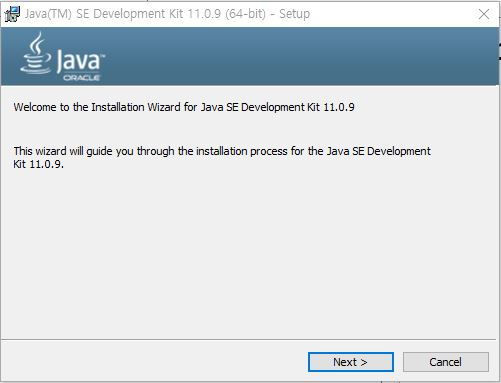 Java(TM) SE Development Kit 11.0.9 (64-bit) - Setup
Java
ORACLE
Welcome to the Installation Wizard for Java SE Development Kit 11.0.9
This wizard will guide you through the installation process for the Java SE Development
Kit 11.0.9.
Next >
Cancel